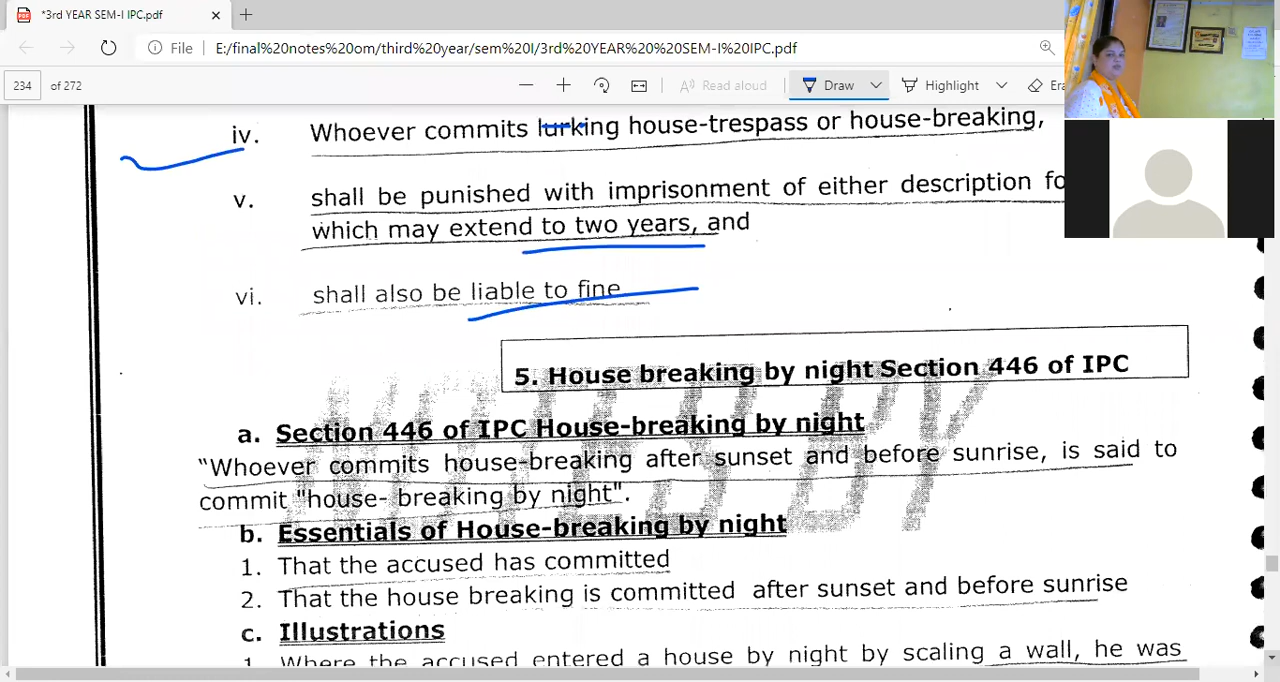 *3rd YEAR SEM-I IPC.pdf
File E:/final%20notes%20om/third%20year/sem%20I/3rd%20YEAR%20%20SEM-I%20IPC.pdf
234 of 272 Read aloud Draw Highlight Era
iv. Whoever commits lurking house-trespass or house-breaking,
v. shall be punished with imprisonment of either description fo
which may extend to two years, and
vi. shall also be liable to fine
5. House breaking by night Section 446 of IPC
a. Section 446 of IPC House-breaking by night
"Whoever commits house-breaking after sunset and before sunrise, is said to
commit "house- breaking by night".
b. Essentials of House-breaking by night
1. That the accused has committed
2. That the house breaking is committed after sunset and before sunrise
c. Illustrations
1. Where the accused entered a house by night by scaling a wall, he was